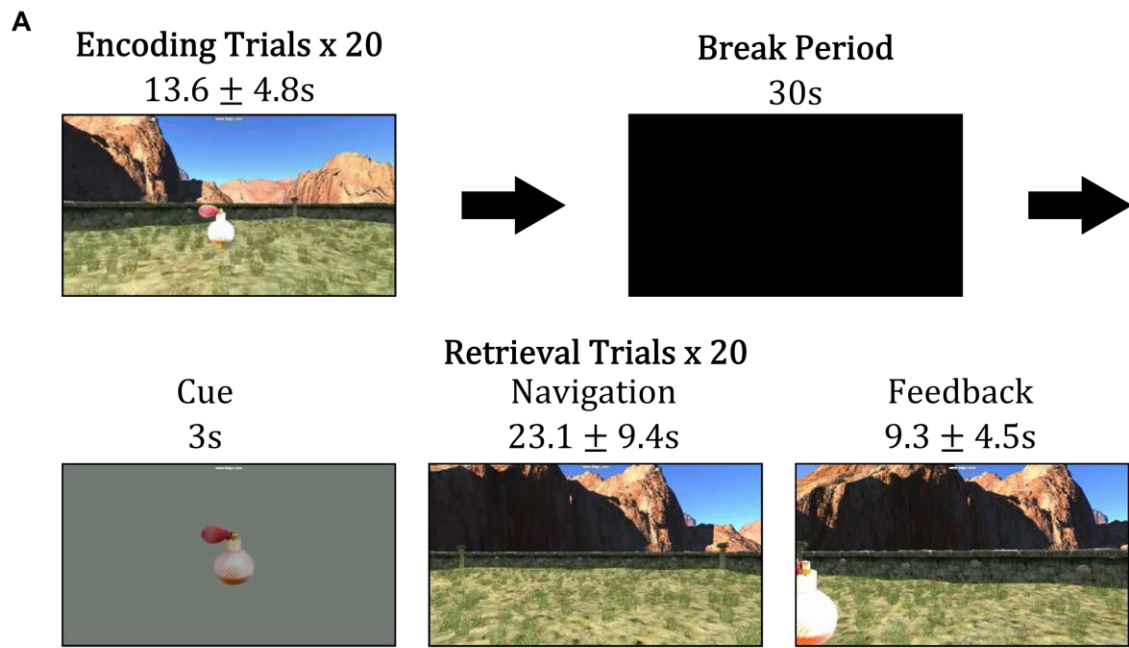 A
Encoding Trials x 20
13.6 ± 4.8s
Break Period
30s
Retrieval Trials x 20
Cue
3s
Navigation
23.1 ± 9.4s
Feedback
9.3 ± 4.5s